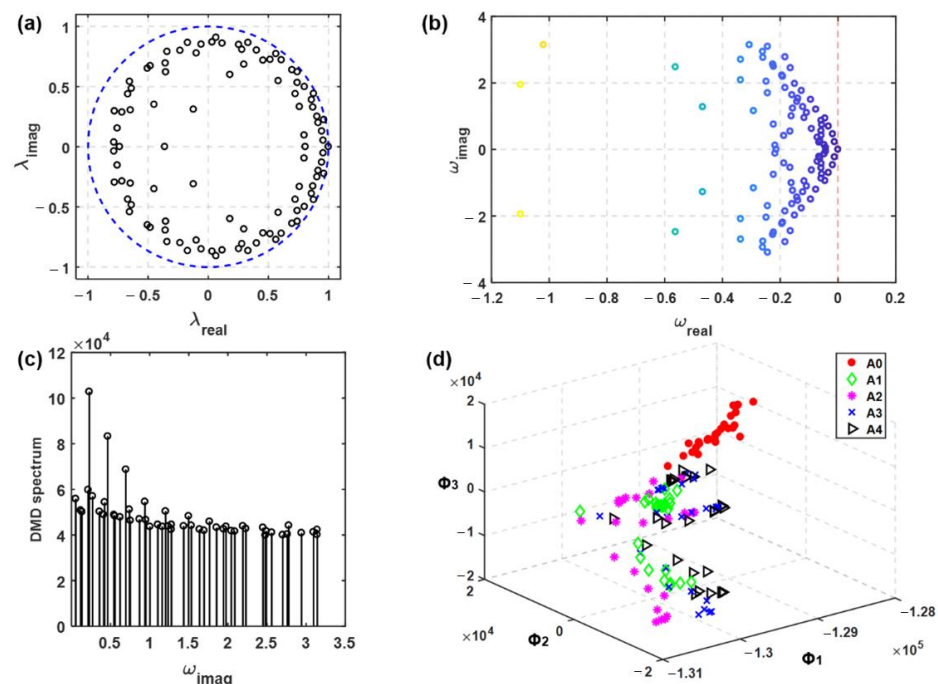 (a)
1
0.5
0
− 0.5
− 1
λimag
− 1
− 0.5
0
0.5
1
λreal
(b)
4
2
0
− 2
− 4
ωimag
− 1.2
− 1
− 0.8
− 0.6
− 0.4
− 0.2
0
0.2
ωreal
(c)
×10⁴
12
10
8
6
4
2
0
DMD spectrum
0.5
1
1.5
2
2.5
3
3.5
ωimag
(d)
×10⁴
2
1
0
−1
−2
Φ3
2
0
−2
×10⁴
Φ2
−1.31
−1.3
−1.29
−1.28
×10⁵
Φ1
A0
A1
A2
A3
A4